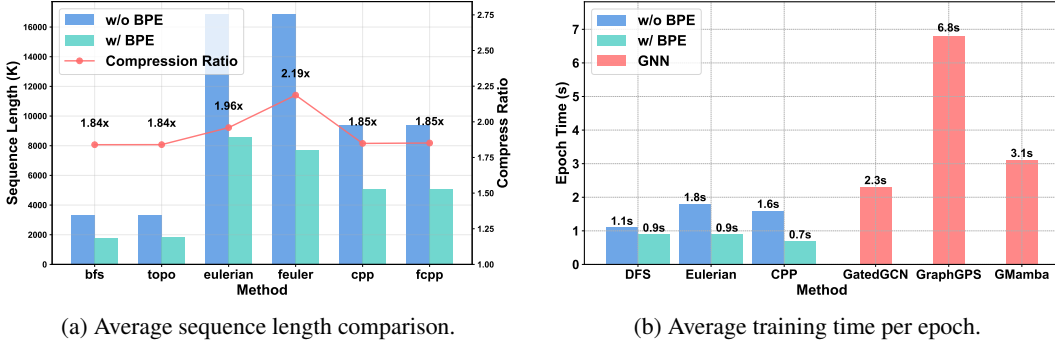 w/o BPE
w/ BPE
Compression Ratio
Sequence Length (K)
16000
14000
12000
10000
8000
6000
4000
2000
0
1.84x
1.84x
1.96x
2.19x
1.85x
1.85x
2.75
2.50
2.25
2.00
1.75
1.50
1.25
1.00
Compress Ratio
bfs topo eulerian feuler cpp fcpp
Method
(a) Average sequence length comparison.
w/o BPE
w/ BPE
GNN
Epoch Time (s)
7
6
5
4
3
2
1
0
1.1s
0.9s
1.8s
0.9s
1.6s
0.7s
2.3s
6.8s
3.1s
DFS Eulerian CPP GatedGCN GraphGPS GMamba
Method
(b) Average training time per epoch.